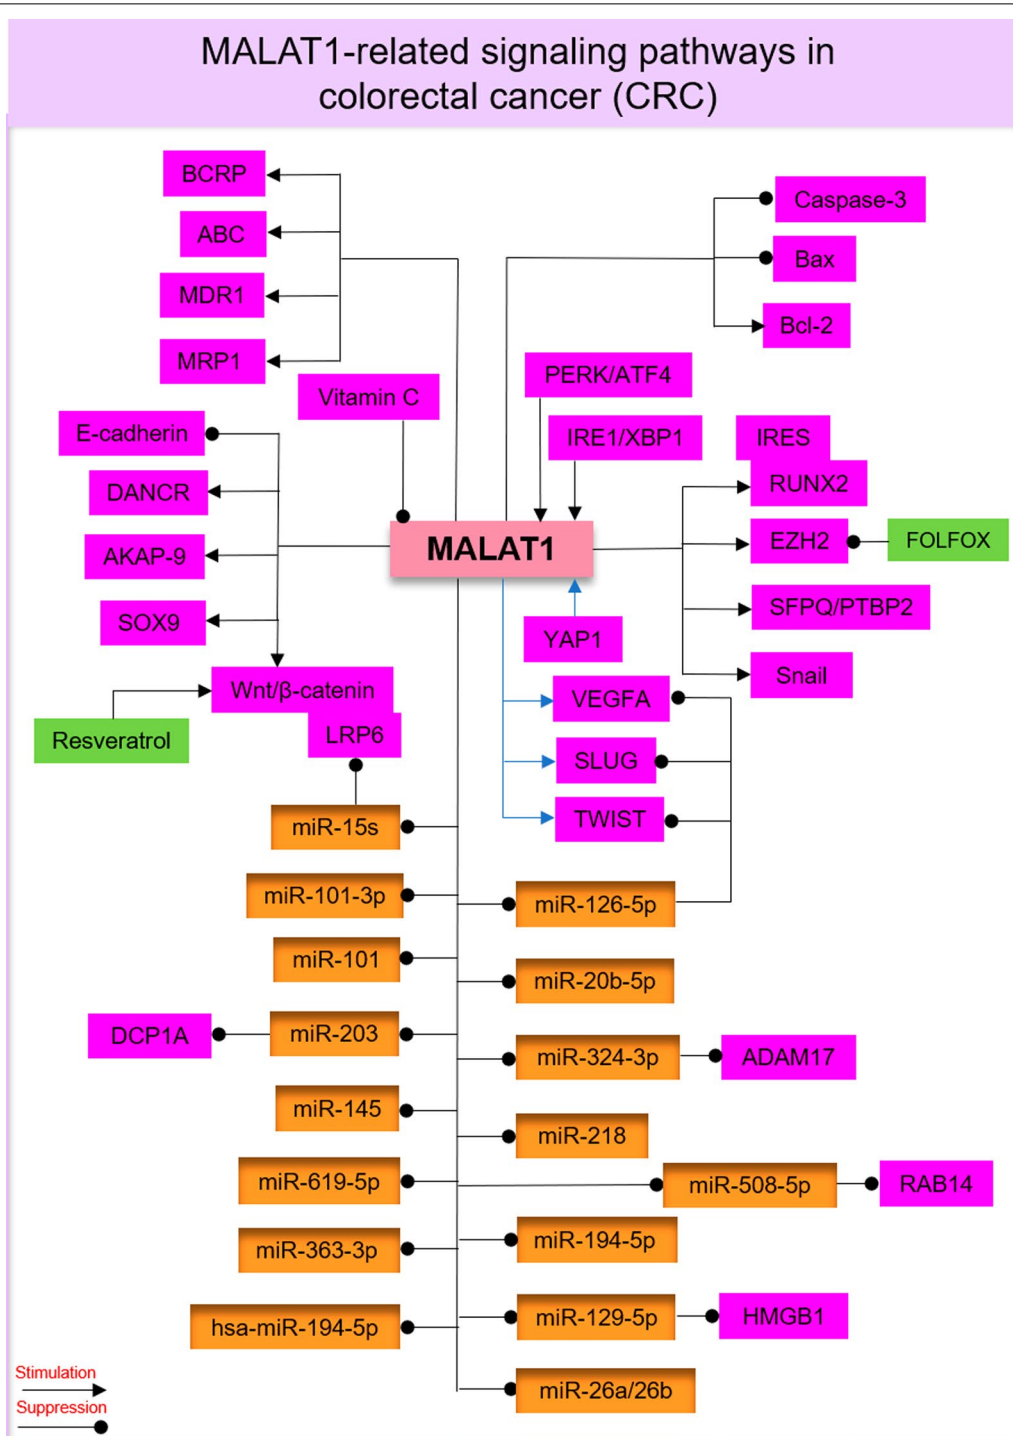 MALAT1-related signaling pathways in
colorectal cancer (CRC)
BCRP
ABC
MDR1
MRP1
Caspase-3
Bax
Bcl-2
Vitamin C
PERK/ATF4
IRE1/XBP1
E-cadherin
DANCR
AKAP-9
SOX9
Wnt/β-catenin
LRP6
Resveratrol
MALAT1
IRES
RUNX2
EZH2
FOLFOX
SFPQ/PTBP2
Snail
YAP1
VEGFA
SLUG
TWIST
miR-15s
miR-101-3p
miR-126-5p
miR-101
miR-20b-5p
DCP1A
miR-203
miR-324-3p
ADAM17
miR-145
miR-218
miR-619-5p
miR-508-5p
RAB14
miR-363-3p
miR-194-5p
hsa-miR-194-5p
miR-129-5p
HMGB1
miR-26a/26b
Stimulation
Suppression